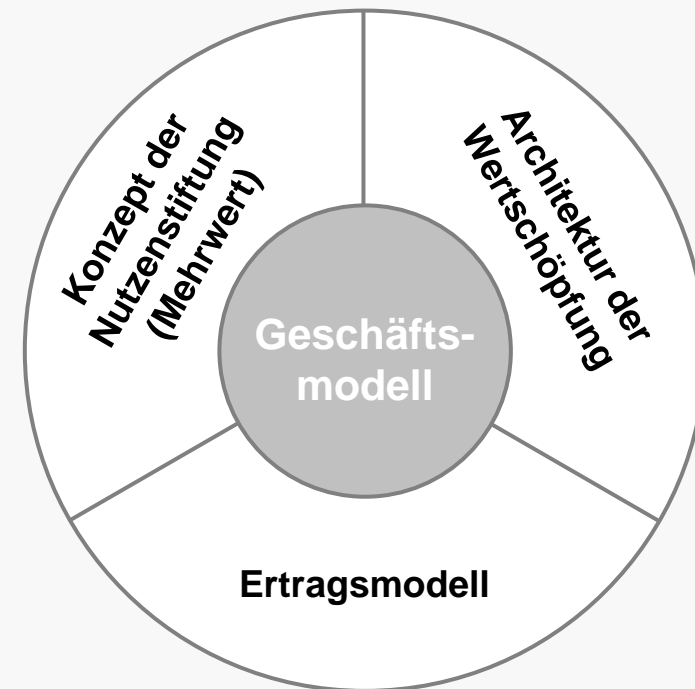 Konzept der
Nutzenstiftung
(Mehrwert)
Architektur der
Wertschöpfung
Geschäfts-
modell
Ertragsmodell